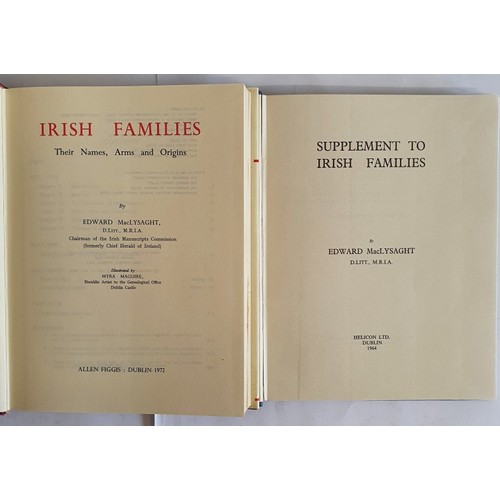 IRISH FAMILIES
Their Names, Arms and Origins
By
EDWARD MacLYSAGHT,
D.LITT., M.R.I.A.
Chairman of the Irish Manuscripts Commission
(formerly Chief Herald of Ireland)
Illustrated by
MYRA MAGUIRE,
Heraldic Artist to the Genealogical Office
Dublin Castle
ALLEN FIGGIS : DUBLIN 1972
SUPPLEMENT TO
IRISH FAMILIES
By
EDWARD MacLYSAGHT
D.LITT., M.R.I.A.
HELICON LTD.
DUBLIN
1964